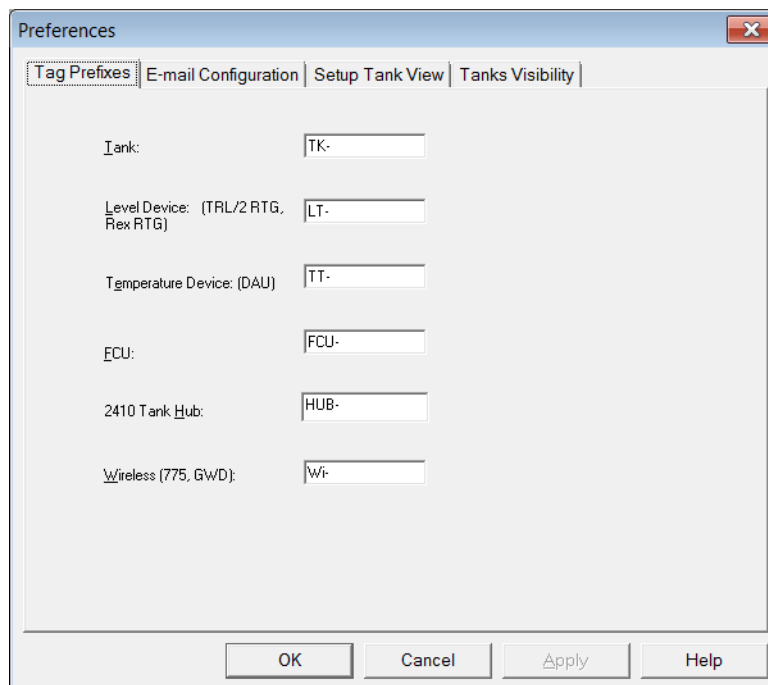 Preferences
Tag Prefixes E-mail Configuration Setup Tank View Tanks Visibility
Tank: TK-
Level Device: (TRL/2 RTG, Rex RTG) LT-
Temperature Device: (DAU) TT-
FCU: FCU-
2410 Tank Hub: HUB-
Wireless (775, GWD): Wi-
OK Cancel Apply Help